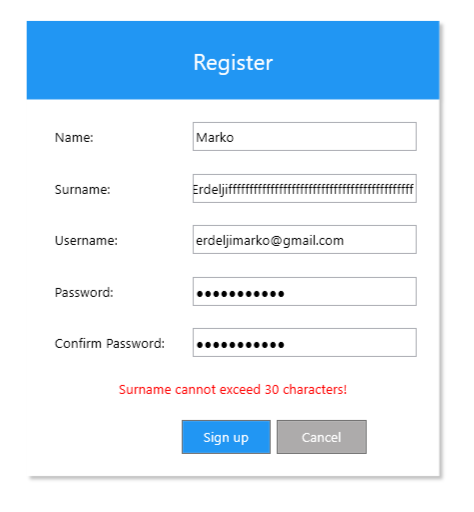 Register
Name: Marko
Surname: Erdeljiffffffffffffffffffffffffffffffffffffffffffff
Username: erdeljimarko@gmail.com
Password: ●●●●●●●●●●●
Confirm Password: ●●●●●●●●●●●
Surname cannot exceed 30 characters!
Sign up Cancel